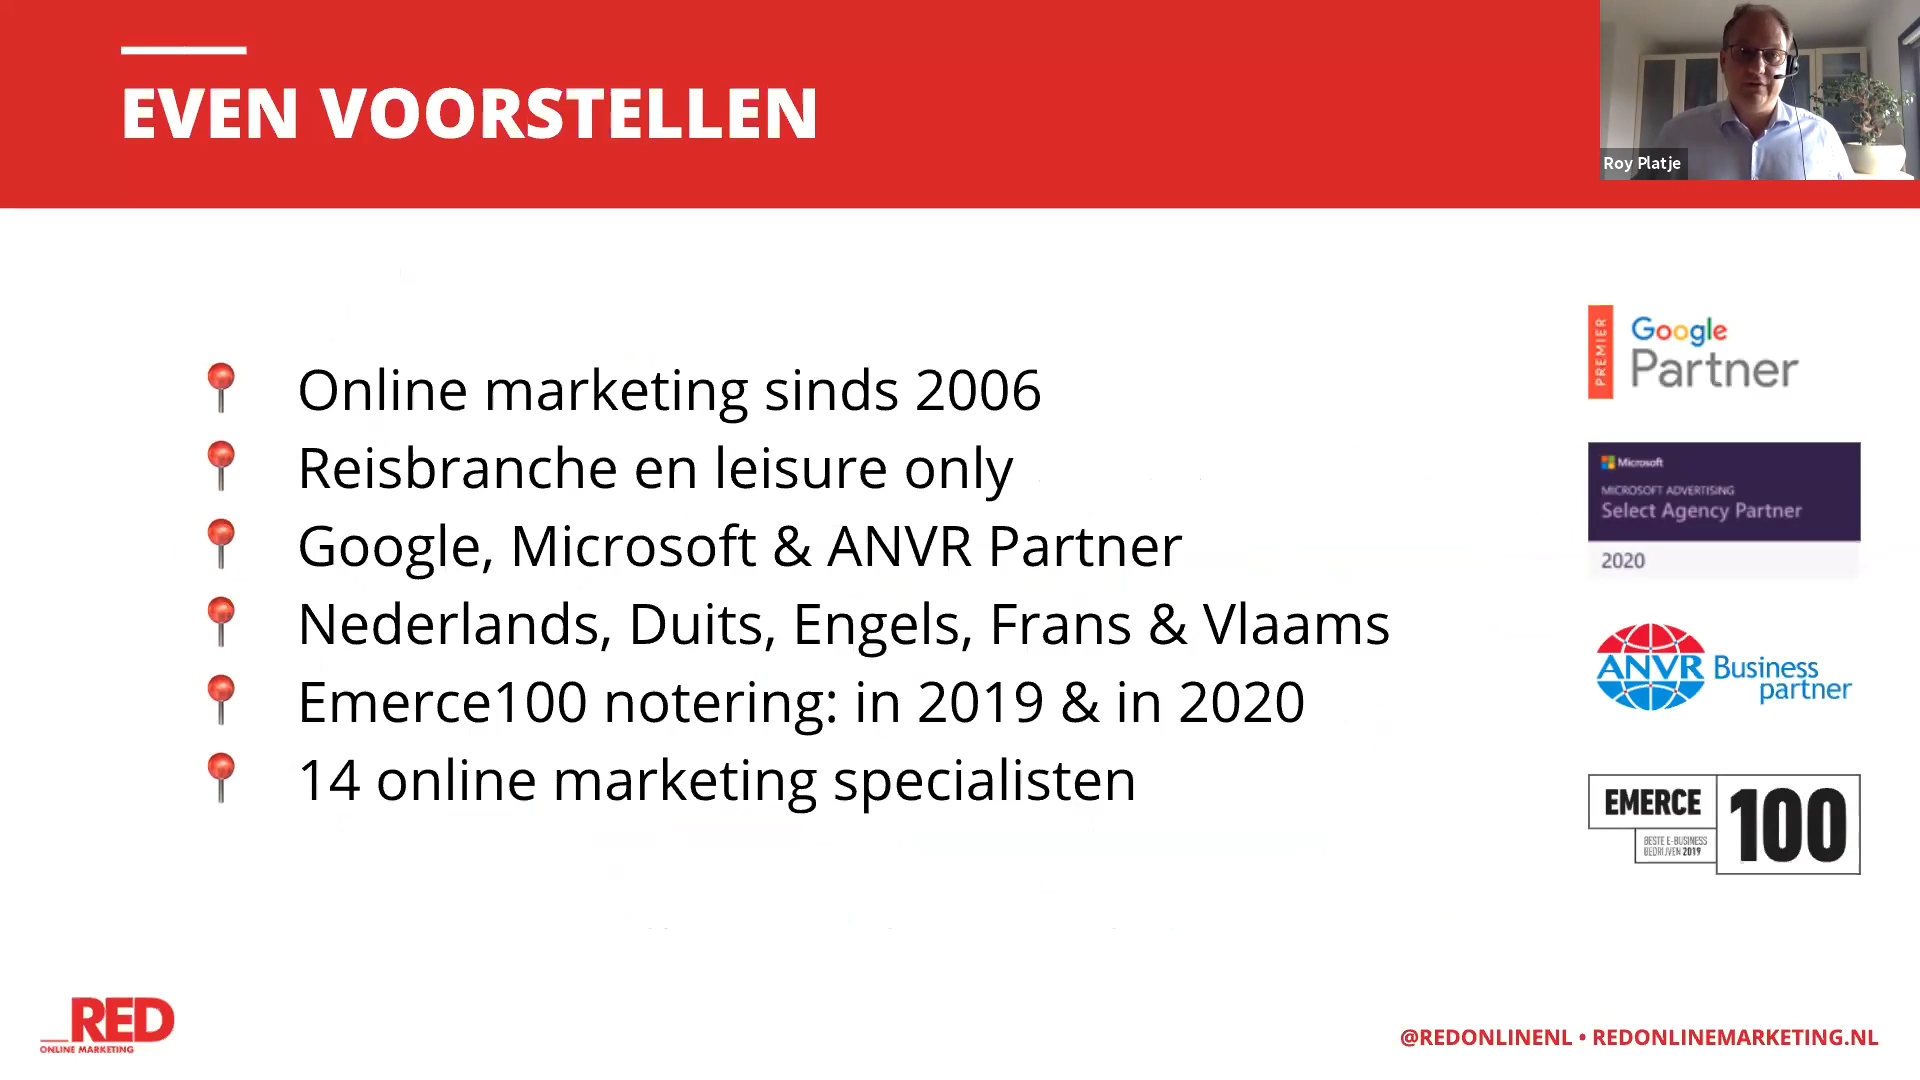 EVEN VOORSTELLEN
Roy Platje
Online marketing sinds 2006
Reisbranche en leisure only
Google, Microsoft & ANVR Partner
Nederlands, Duits, Engels, Frans & Vlaams
Emerce100 notering: in 2019 & in 2020
14 online marketing specialisten
PREMIER
Google
Partner
Microsoft
MICROSOFT ADVERTISING
Select Agency Partner
2020
ANVR Business
partner
EMERCE 100
BESTE E-BUSINESS
BEDRIJVEN 2019
_RED
ONLINE MARKETING
@REDONLINENL • REDONLINEMARKETING.NL